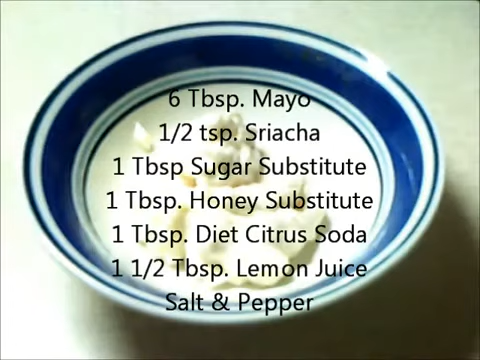 6 Tbsp. Mayo
1/2 tsp. Sriacha
1 Tbsp Sugar Substitute
1 Tbsp. Honey Substitute
1 Tbsp. Diet Citrus Soda
1 1/2 Tbsp. Lemon Juice
Salt & Pepper